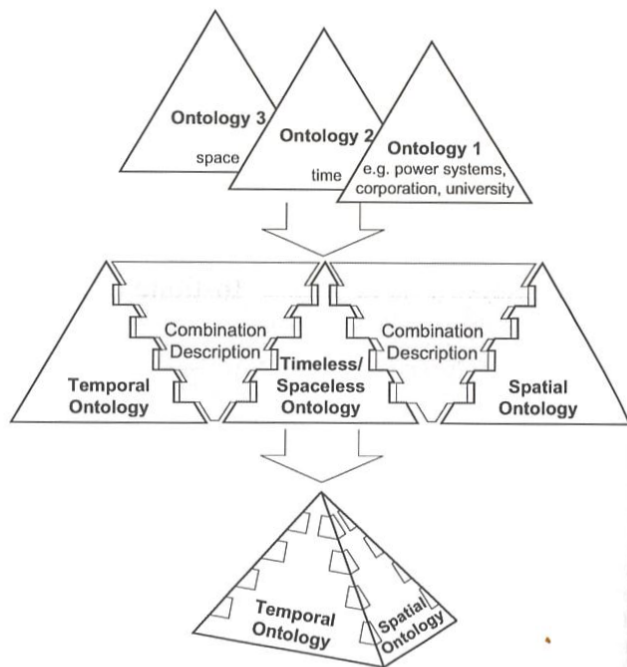 Ontology 3
space
Ontology 2
time
Ontology 1
e.g. power systems,
corporation, university
Combination
Description
Combination
Description
Temporal
Ontology
Timeless/
Spaceless
Ontology
Spatial
Ontology
Temporal
Ontology
Spatial
Ontology